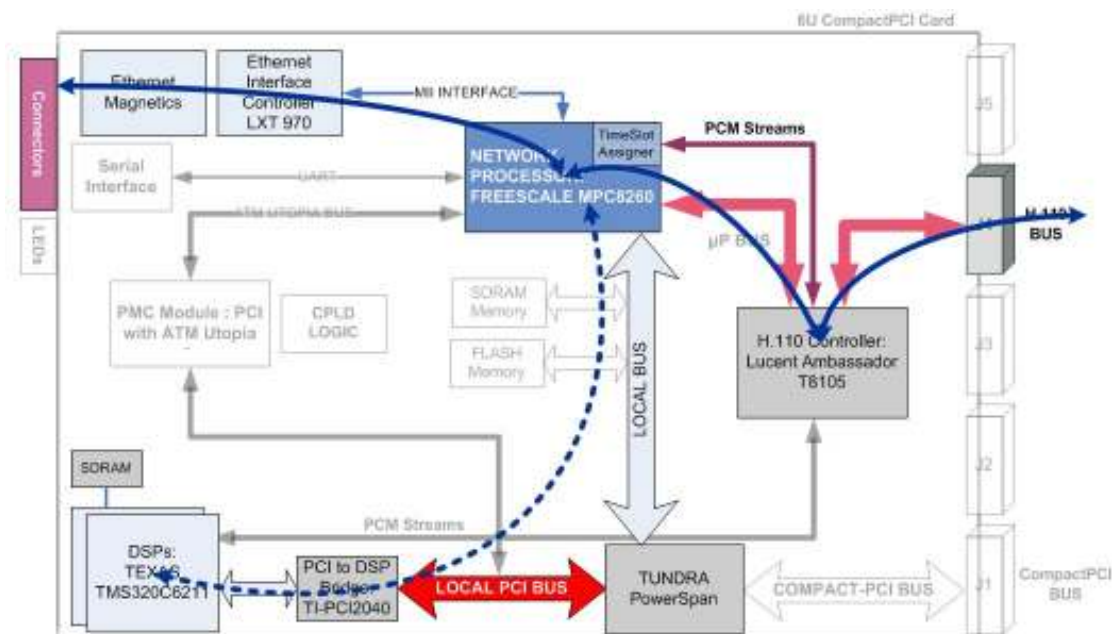 6U CompactPCI Card
Connectors
Ethernet
Magnetics
Ethernet
Interface
Controller
LXT 970
MII INTERFACE
TimeSlot
Assigner
PCM Streams
J5
Serial
Interface
UART
NETWORK
PROCESSOR:
FREESCALE MPC8260
ATM UTOPIA BUS
LEDs
µP BUS
H.110
BUS
PMC Module : PCI
with ATM Utopia
-
CPLD
LOGIC
SDRAM
Memory
FLASH
Memory
LOCAL BUS
H.110 Controller:
Lucent Ambassador
T8105
J3
J2
SDRAM
PCM Streams
DSPs:
TEXAS
TMS320C6211
PCI to DSP
Bridge
TI-PCI2040
LOCAL PCI BUS
TUNDRA
PowerSpan
COMPACT-PCI BUS
J1
CompactPCI
BUS